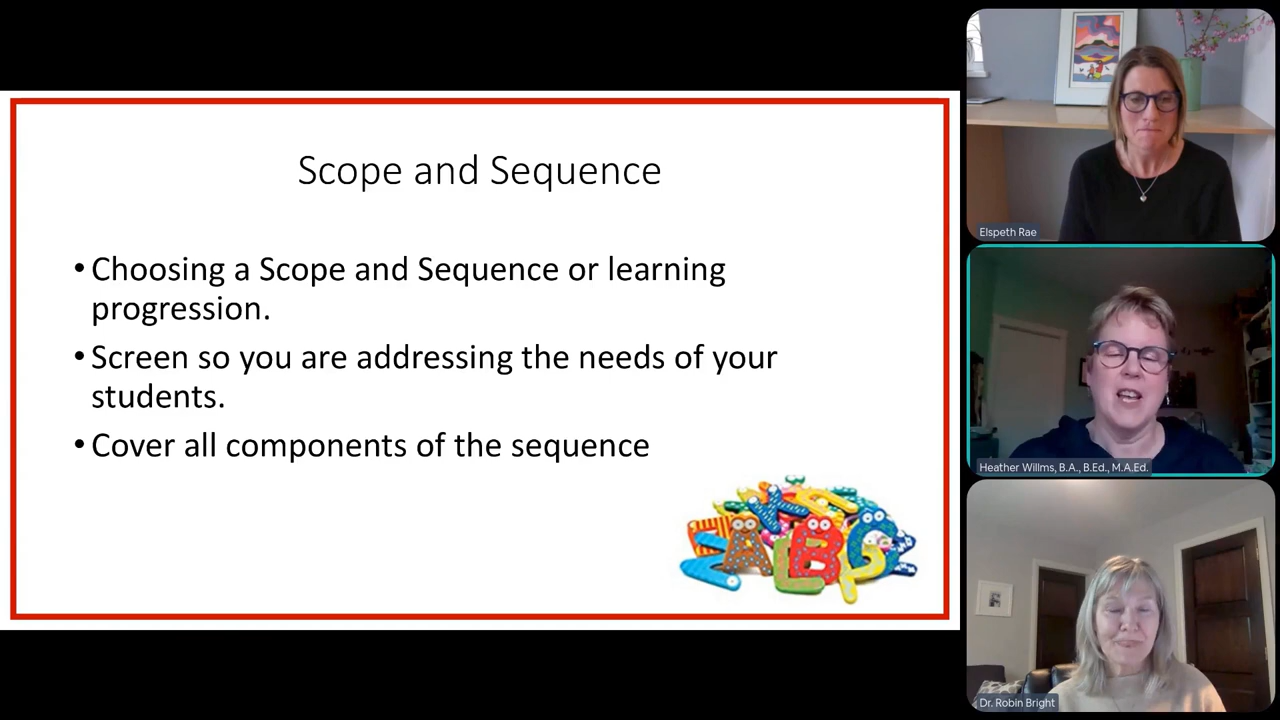 Scope and Sequence
• Choosing a Scope and Sequence or learning
progression.
• Screen so you are addressing the needs of your
students.
• Cover all components of the sequence
Elspeth Rae
Heather Willms, B.A., B.Ed., M.A.Ed.
Dr. Robin Bright